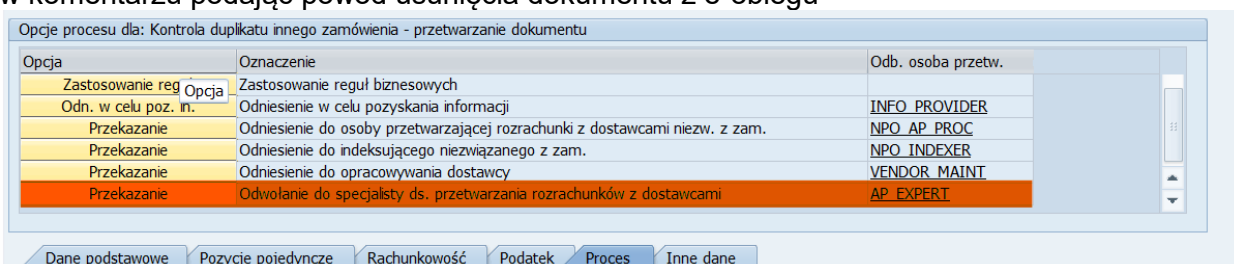 w komentarzu podając powód usunięcia dokumentu z e-obiegu
Opcje procesu dla: Kontrola duplikatu innego zamówienia - przetwarzanie dokumentu
Opcja Oznaczenie Odb. osoba przetw.
Zastosowanie reg Opcja Zastosowanie reguł biznesowych
Odn. w celu poz. in. Odniesienie w celu pozyskania informacji INFO_PROVIDER
Przekazanie Odniesienie do osoby przetwarzającej rozrachunki z dostawcami niezw. z zam. NPO_AP_PROC
Przekazanie Odniesienie do indeksującego niezwiązanego z zam. NPO_INDEXER
Przekazanie Odniesienie do opracowywania dostawcy VENDOR_MAINT
Przekazanie Odwołanie do specjalisty ds. przetwarzania rozrachunków z dostawcami AP_EXPERT
Dane podstawowe Pozycje pojedyncze Rachunkowość Podatek Proces Inne dane